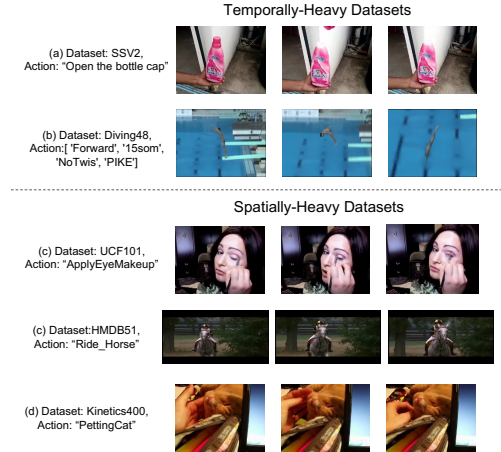 Temporally-Heavy Datasets
(a) Dataset: SSV2,
Action: “Open the bottle cap”
(b) Dataset: Diving48,
Action:[ 'Forward', '15som',
'NoTwis', 'PIKE']
Spatially-Heavy Datasets
(c) Dataset: UCF101,
Action: “ApplyEyeMakeup”
(c) Dataset:HMDB51,
Action: “Ride_Horse”
(d) Dataset: Kinetics400,
Action: “PettingCat”